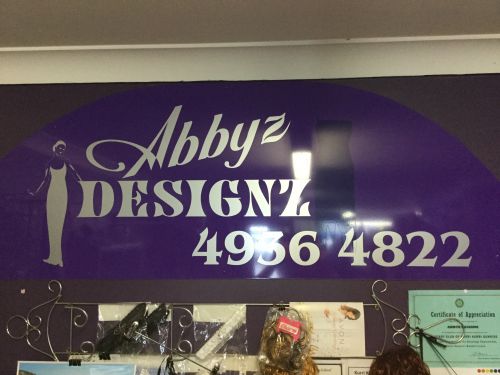 Abbyz
DESIGNZ
4936 4822
Certificate of Appreciation